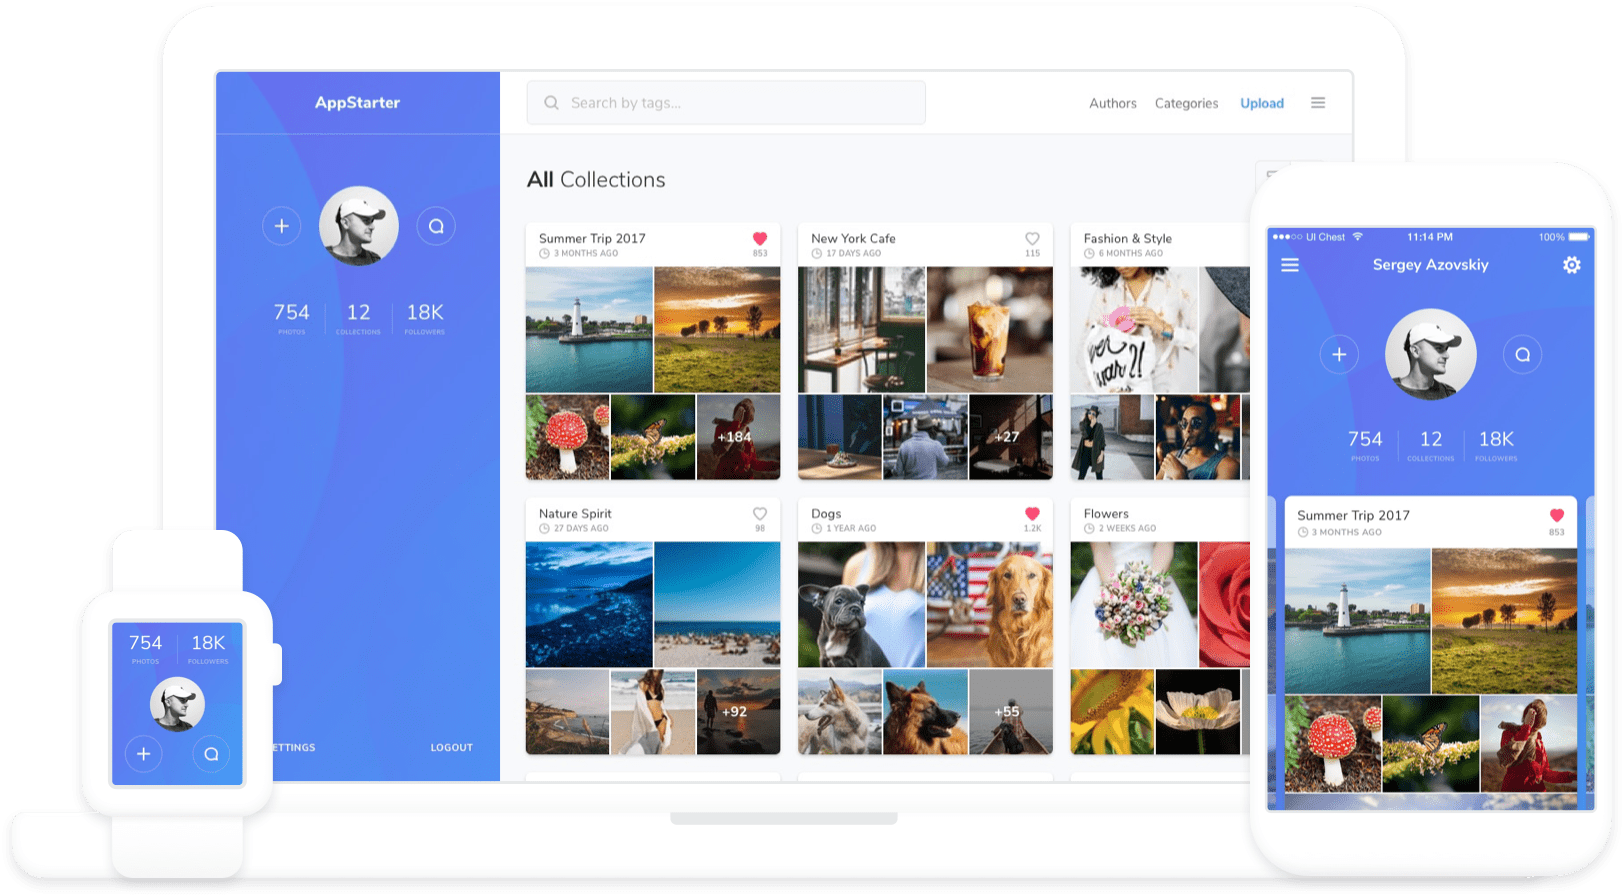 AppStarter
754 12 18K
PHOTOS COLLECTIONS FOLLOWERS
ETTINGS LOGOUT
Search by tags...
Authors Categories Upload
All Collections
Summer Trip 2017
3 MONTHS AGO 853
+184
New York Cafe
17 DAYS AGO 115
+27
Fashion & Style
6 MONTHS AGO
ever
war?!
Nature Spirit
27 DAYS AGO 98
+92
Dogs
1 YEAR AGO 1.2K
+55
Flowers
2 WEEKS AGO
754 18K
PHOTOS FOLLOWERS
UI Chest 11:14 PM 100%
Sergey Azovskiy
754 12 18K
PHOTOS COLLECTIONS FOLLOWERS
Summer Trip 2017
3 MONTHS AGO 853